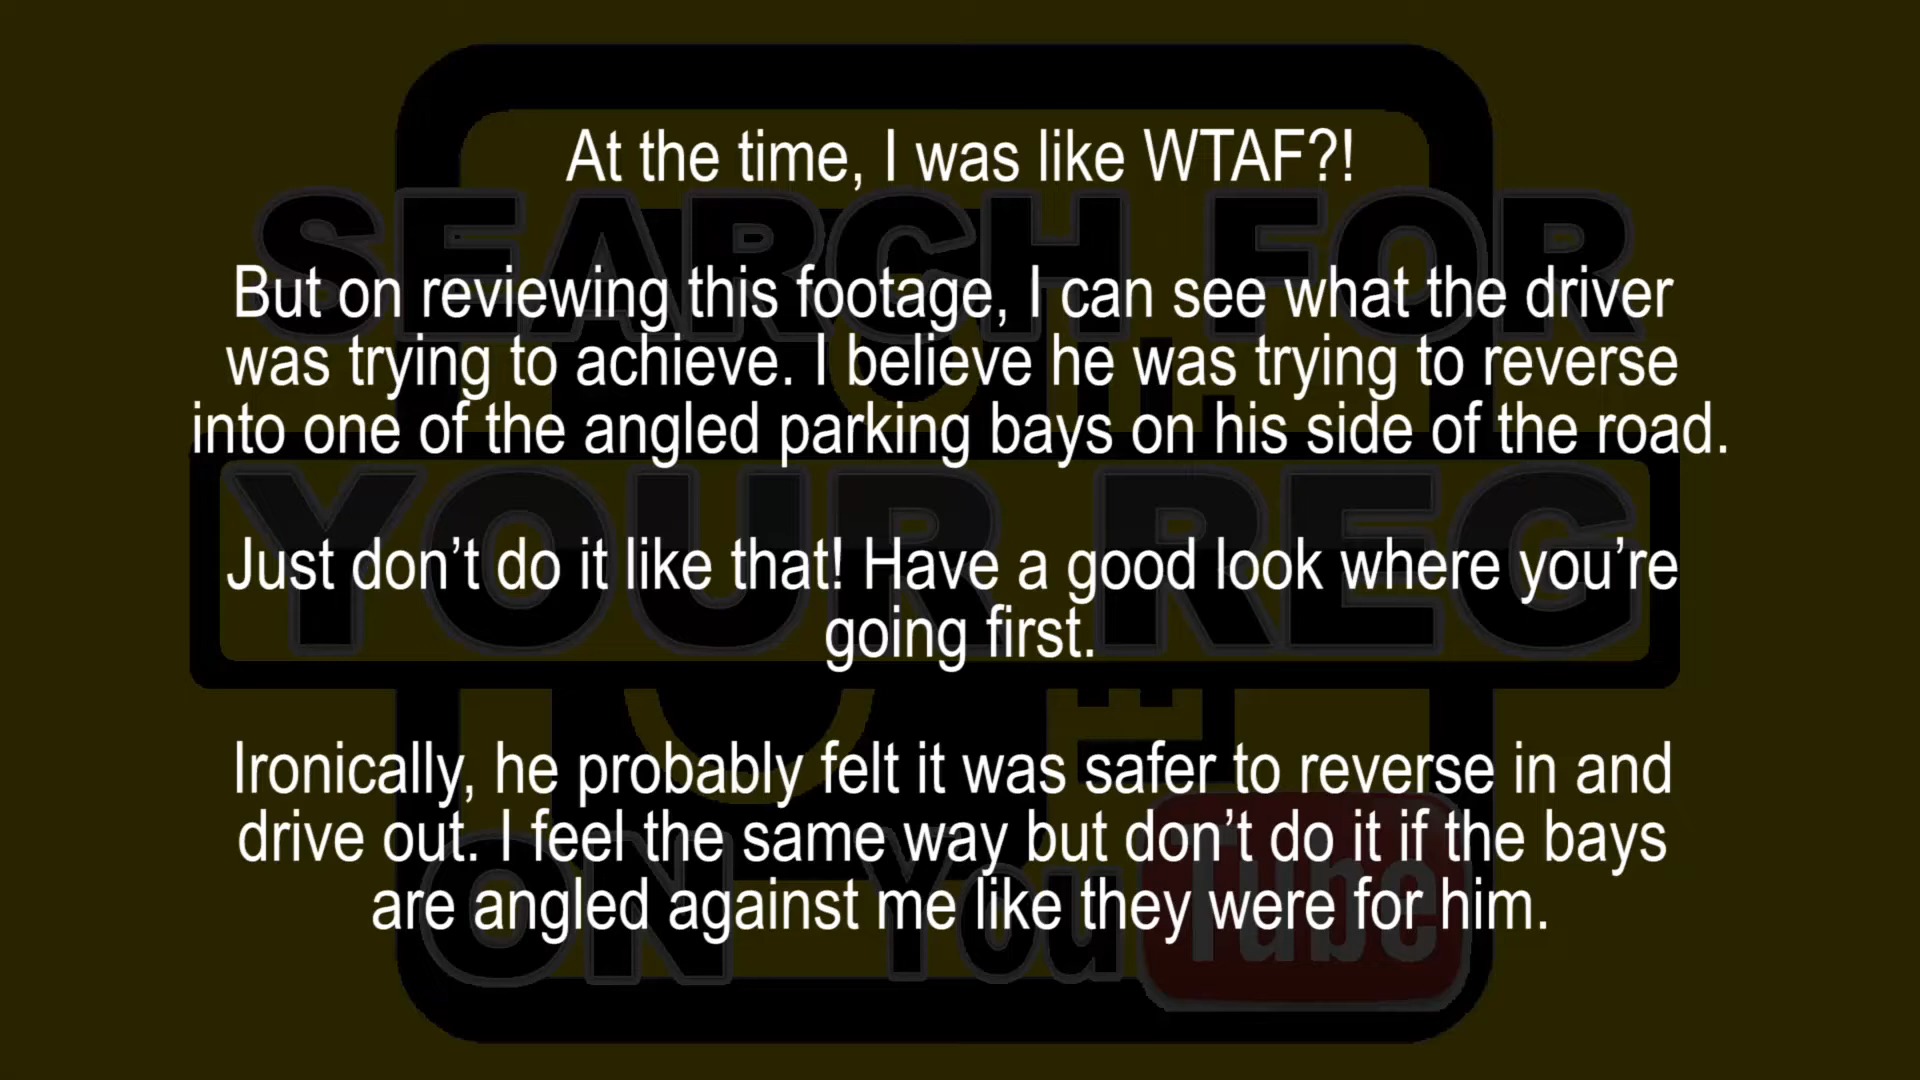 At the time, I was like WTAF?!
But on reviewing this footage, I can see what the driver
was trying to achieve. I believe he was trying to reverse
into one of the angled parking bays on his side of the road.
Just don’t do it like that! Have a good look where you’re
going first.
Ironically, he probably felt it was safer to reverse in and
drive out. I feel the same way but don’t do it if the bays
are angled against me like they were for him.
SEARCH FOR
YOUR REG
ON YouTube